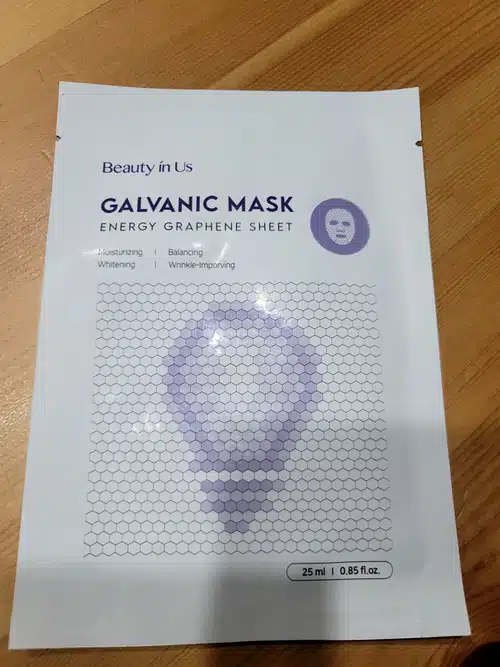 Beauty in Us
GALVANIC MASK
ENERGY GRAPHENE SHEET
Moisturizing | Balancing
Whitening | Wrinkle-Imporving
25 ml | 0.85 fl.oz.